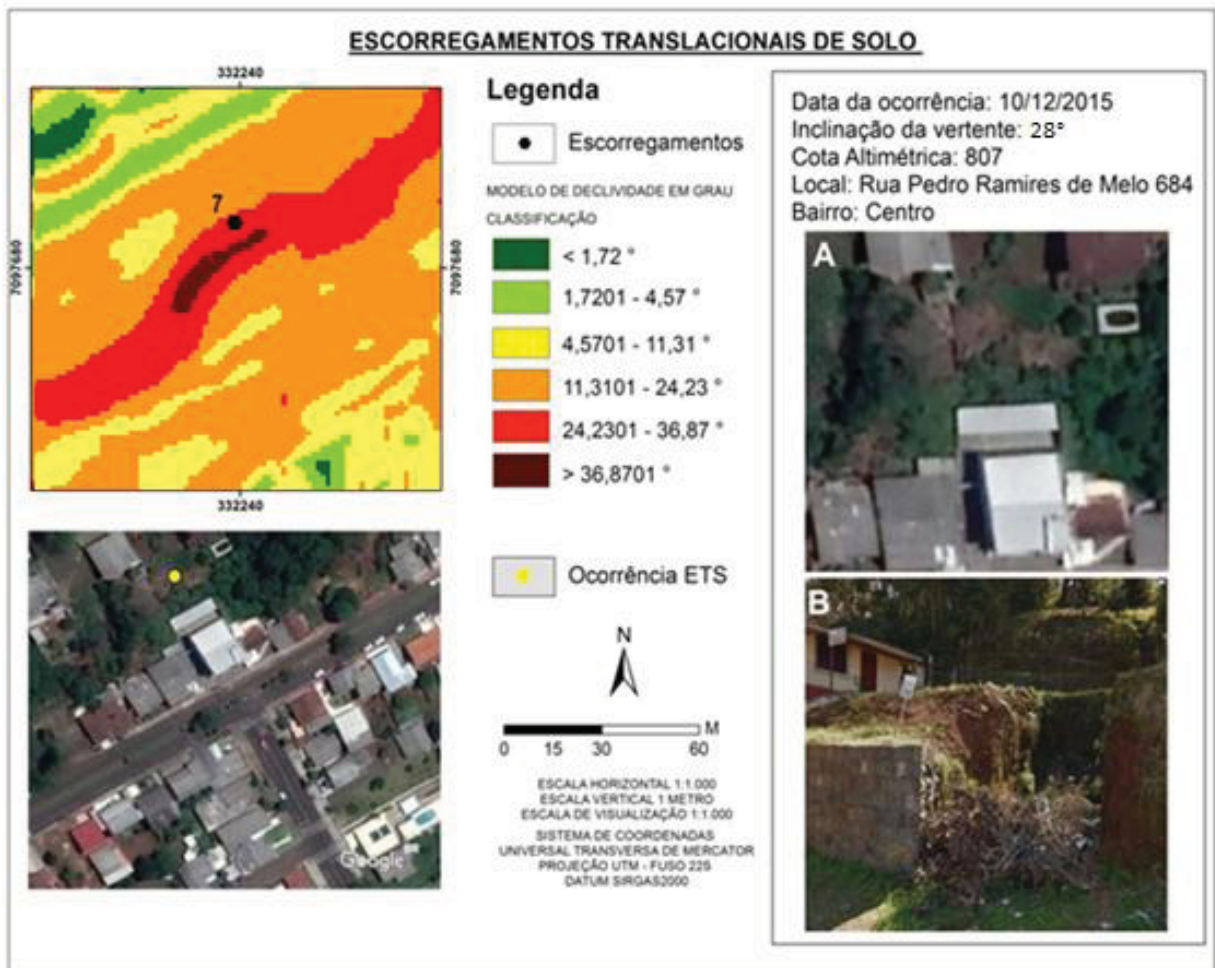 ESCORREGAMENTOS TRANSLACIONAIS DE SOLO
332240
7097680
7
7097680
332240
Legenda
Escorregamentos
MODELO DE DECLIVIDADE EM GRAU
CLASSIFICAÇÃO
< 1,72 °
1,7201 - 4,57 °
4,5701 - 11,31 °
11,3101 - 24,23 °
24,2301 - 36,87 °
> 36,8701 °
Ocorrência ETS
N
M
0 15 30 60
ESCALA HORIZONTAL 1:1.000
ESCALA VERTICAL 1 METRO
ESCALA DE VISUALIZAÇÃO 1:1.000
SISTEMA DE COORDENADAS
UNIVERSAL TRANSVERSA DE MERCATOR
PROJEÇÃO UTM - FUSO 22S
DATUM SIRGAS2000
Google
Data da ocorrência: 10/12/2015
Inclinação da vertente: 28°
Cota Altimétrica: 807
Local: Rua Pedro Ramires de Melo 684
Bairro: Centro
A
B